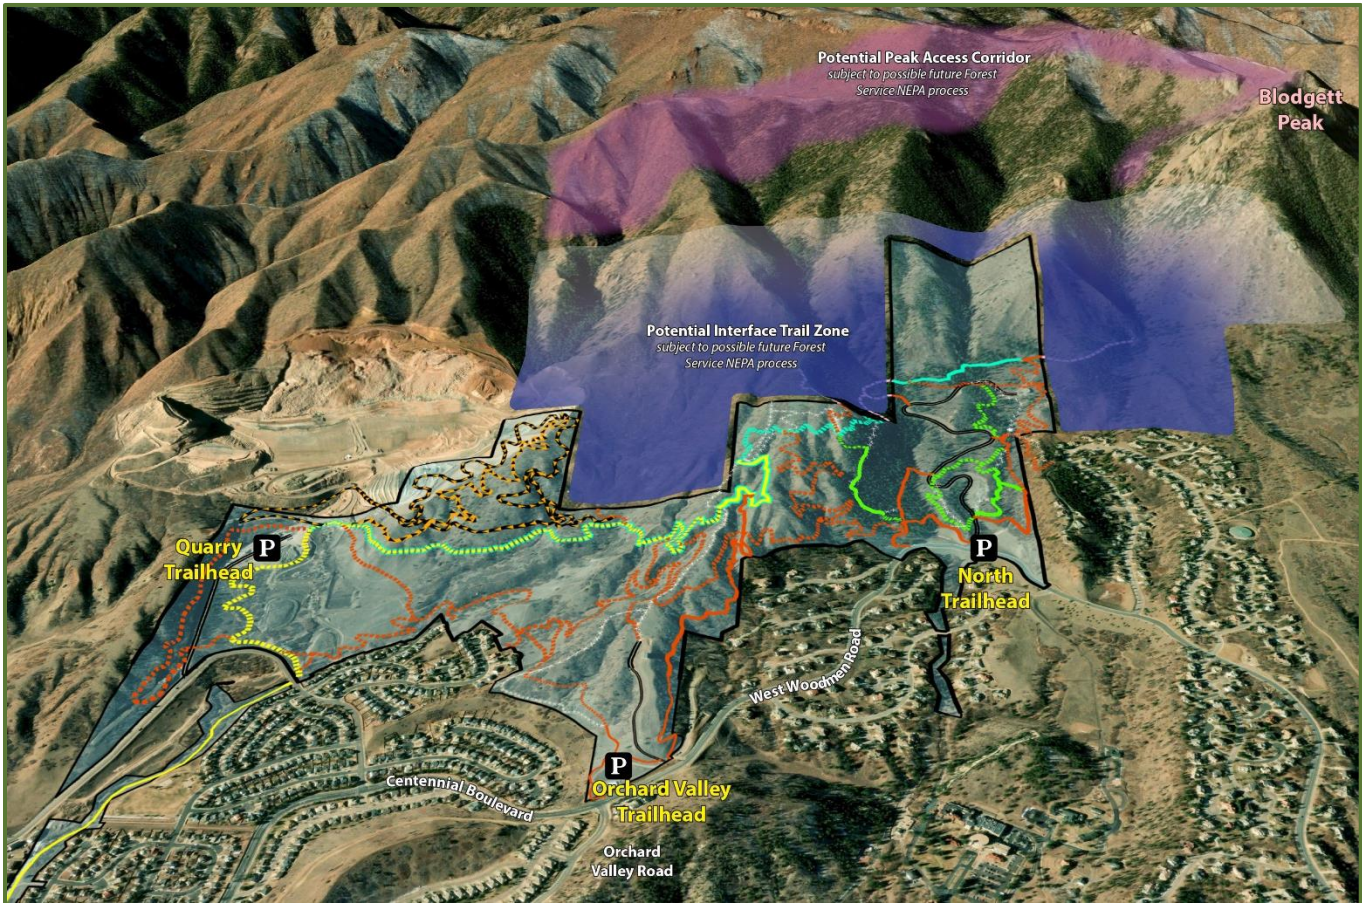 Potential Peak Access Corridor
subject to possible future Forest
Service NEPA process
Blodgett
Peak
Potential Interface Trail Zone
subject to possible future Forest
Service NEPA process
Quarry
Trailhead
P
P
North
Trailhead
West Woodmen Road
P
Orchard Valley
Trailhead
Centennial Boulevard
Orchard
Valley Road